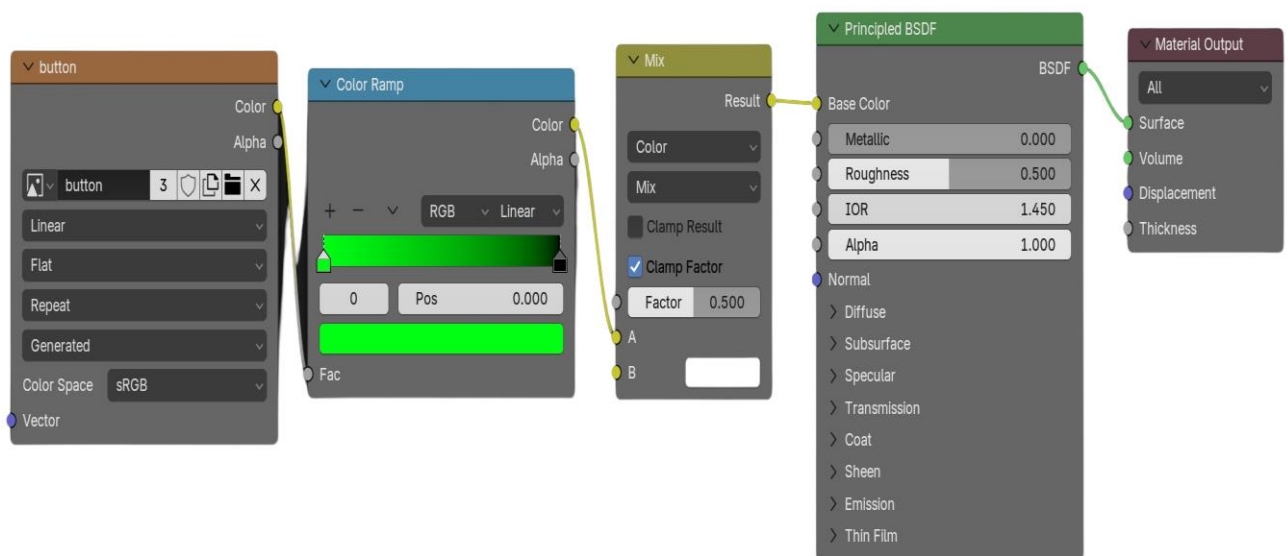 button
Color
Alpha
button 3
Linear
Flat
Repeat
Generated
Color Space sRGB
Vector
Color Ramp
Color
Alpha
+ − RGB Linear
0 Pos 0.000
Fac
Mix
Result
Color
Mix
Clamp Result
Clamp Factor
Factor 0.500
A
B
Principled BSDF
BSDF
Base Color
Metallic 0.000
Roughness 0.500
IOR 1.450
Alpha 1.000
Normal
Diffuse
Subsurface
Specular
Transmission
Coat
Sheen
Emission
Thin Film
Material Output
All
Surface
Volume
Displacement
Thickness